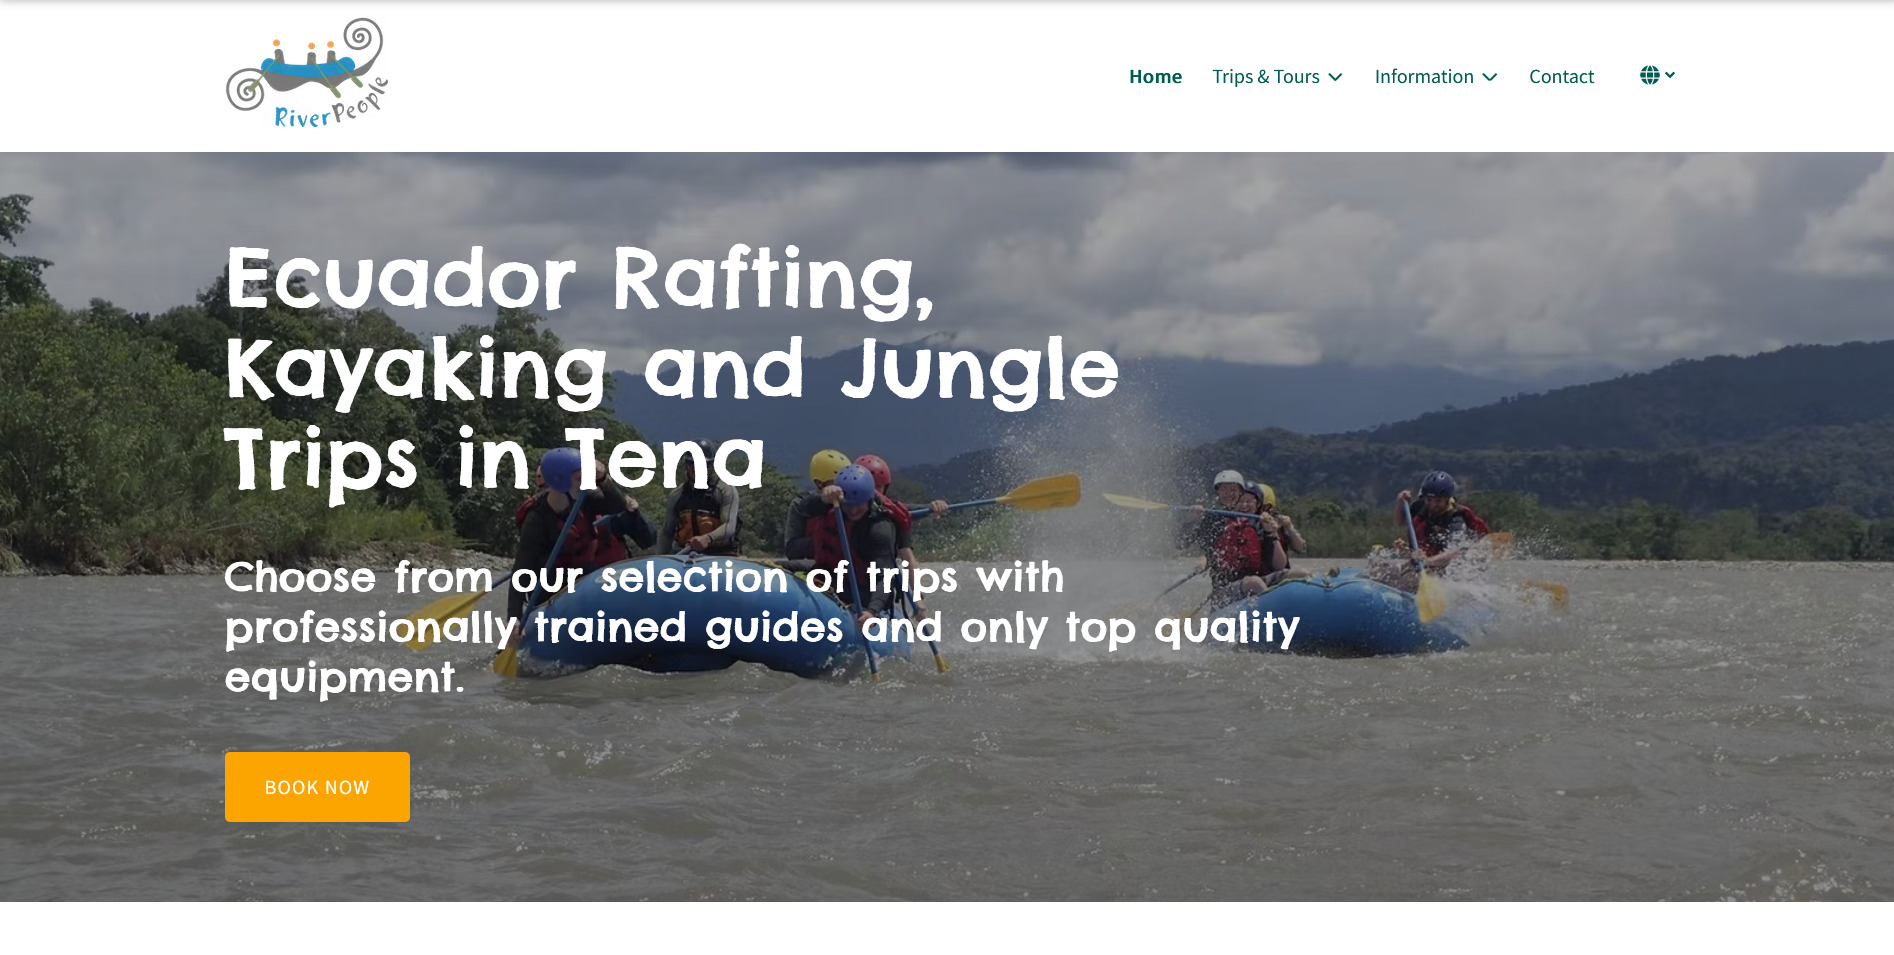 RiverPeople
Home
Trips & Tours
Information
Contact
Ecuador Rafting,
Kayaking and Jungle
Trips in Tena
Choose from our selection of trips with
professionally trained guides and only top quality
equipment.
BOOK NOW